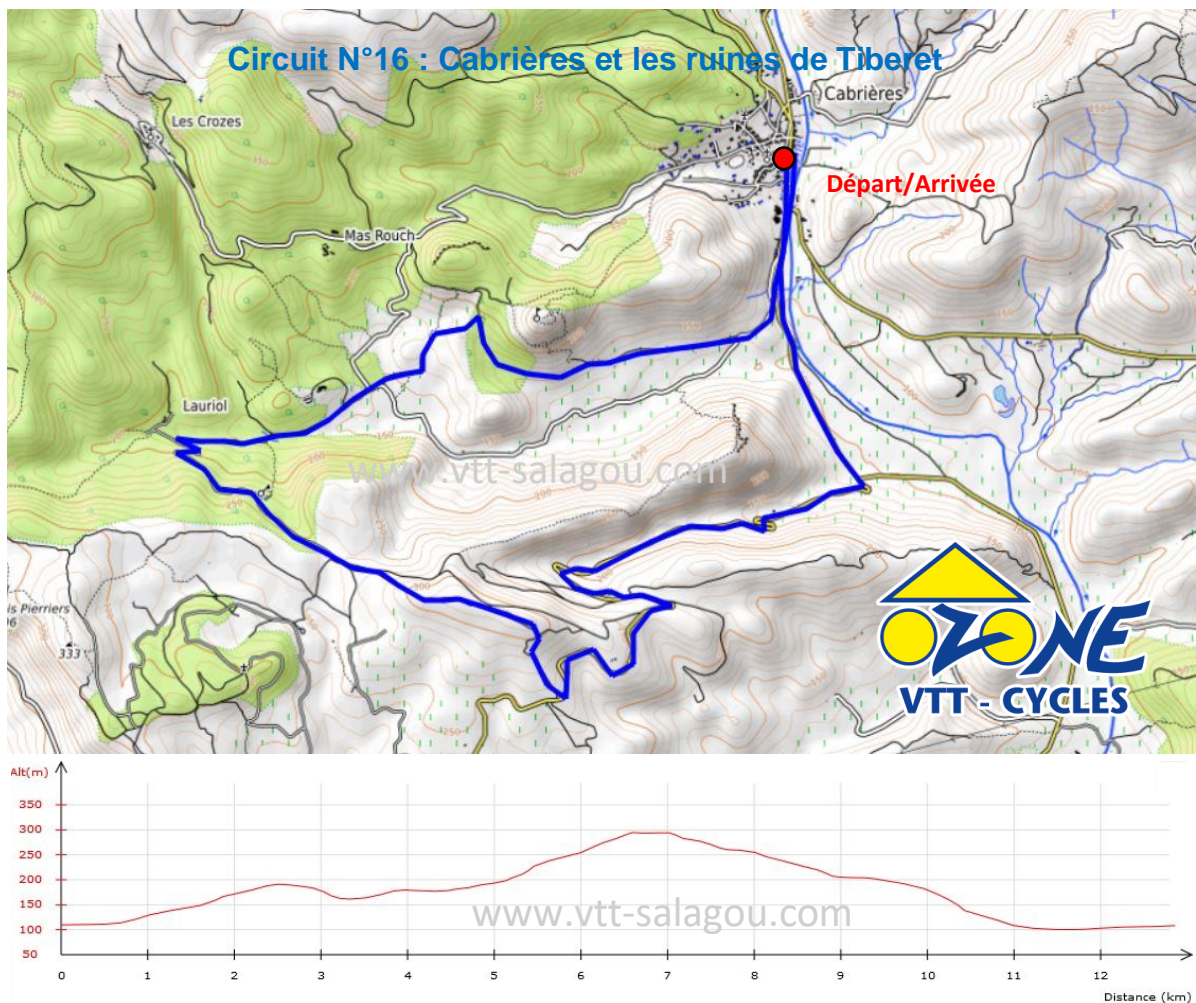 Circuit N°16 : Cabrières et les ruines de Tiberet
Cabrières
Les Crozes
Départ/Arrivée
Mas Rouch
Lauriol
www.vtt-salagou.com
is Pierriers
333
OZONE
VTT - CYCLES
Alt(m)
350
300
250
200
150
100
50
www.vtt-salagou.com
0 1 2 3 4 5 6 7 8 9 10 11 12
Distance (km)